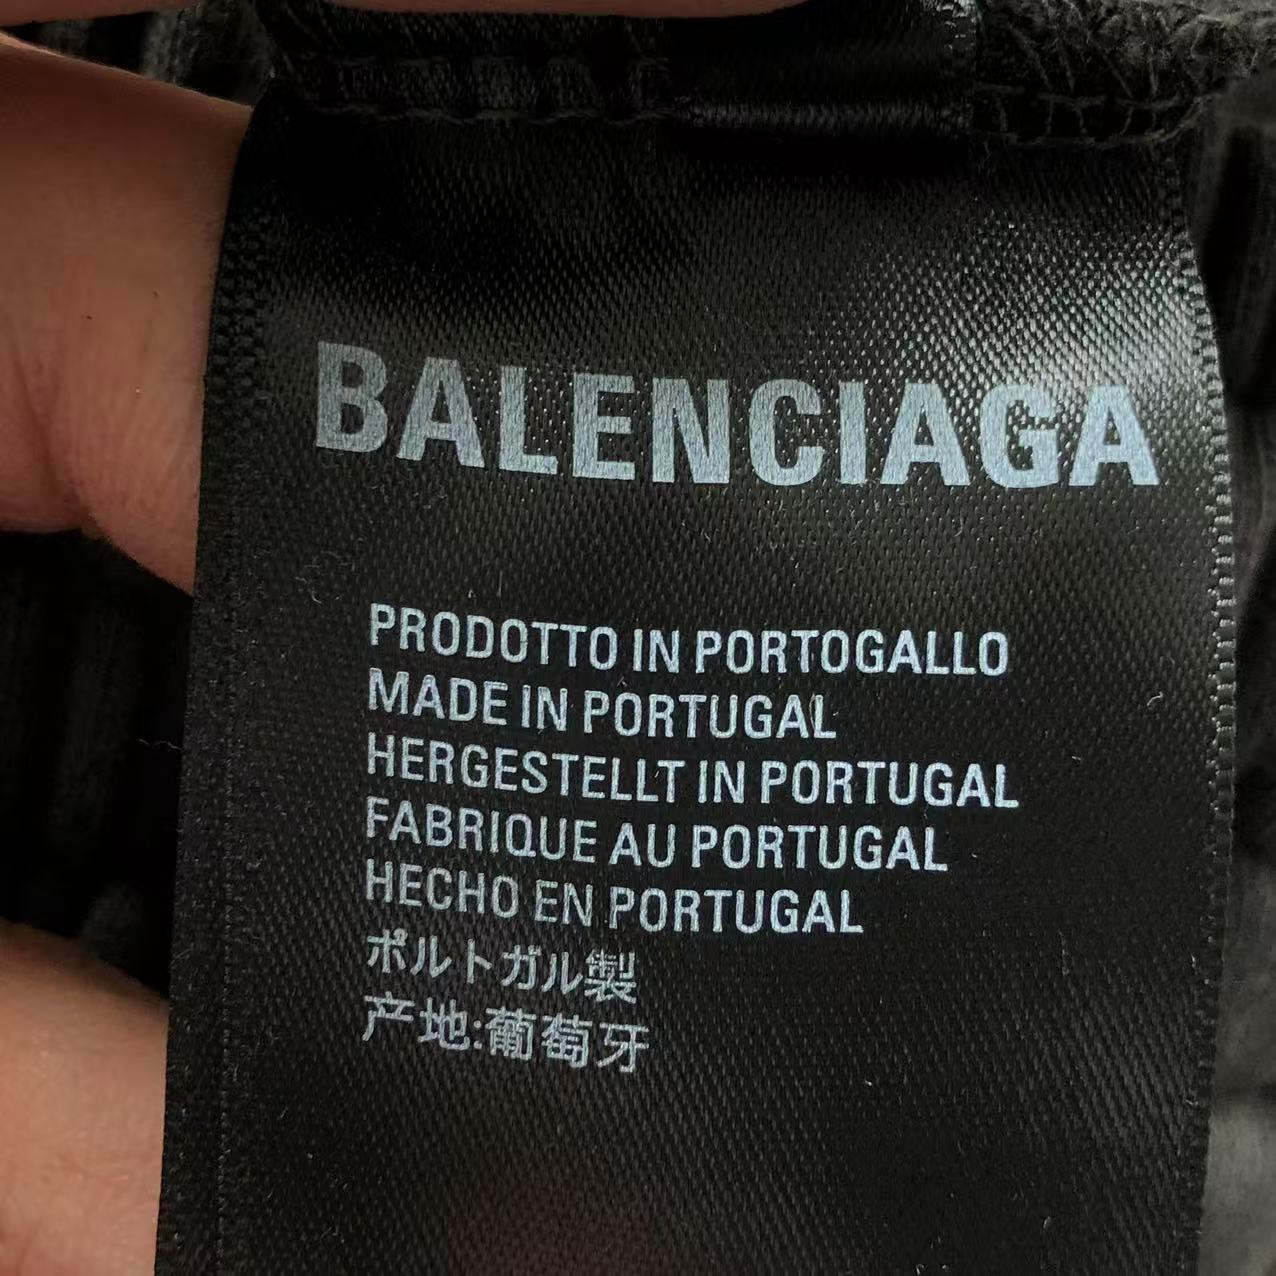 BALENCIAGA
PRODOTTO IN PORTOGALLO
MADE IN PORTUGAL
HERGESTELLT IN PORTUGAL
FABRIQUE AU PORTUGAL
HECHO EN PORTUGAL
ポルトガル製
产地:葡萄牙